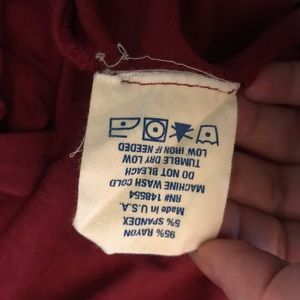 95% RAYON
5% SPANDEX
Made in U.S.A.
RN# 148554
MACHINE WASH COLD
DO NOT BLEACH
TUMBLE DRY LOW
LOW IRON IF NEEDED